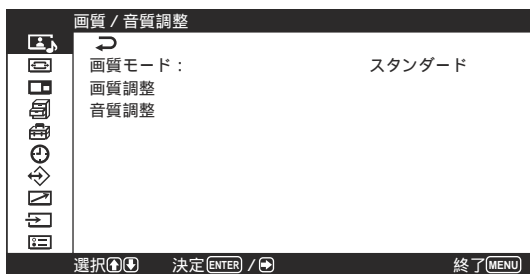 画質 / 音質調整
画質モード： スタンダード
画質調整
音質調整
選択 決定 ENTER / 終了 MENU